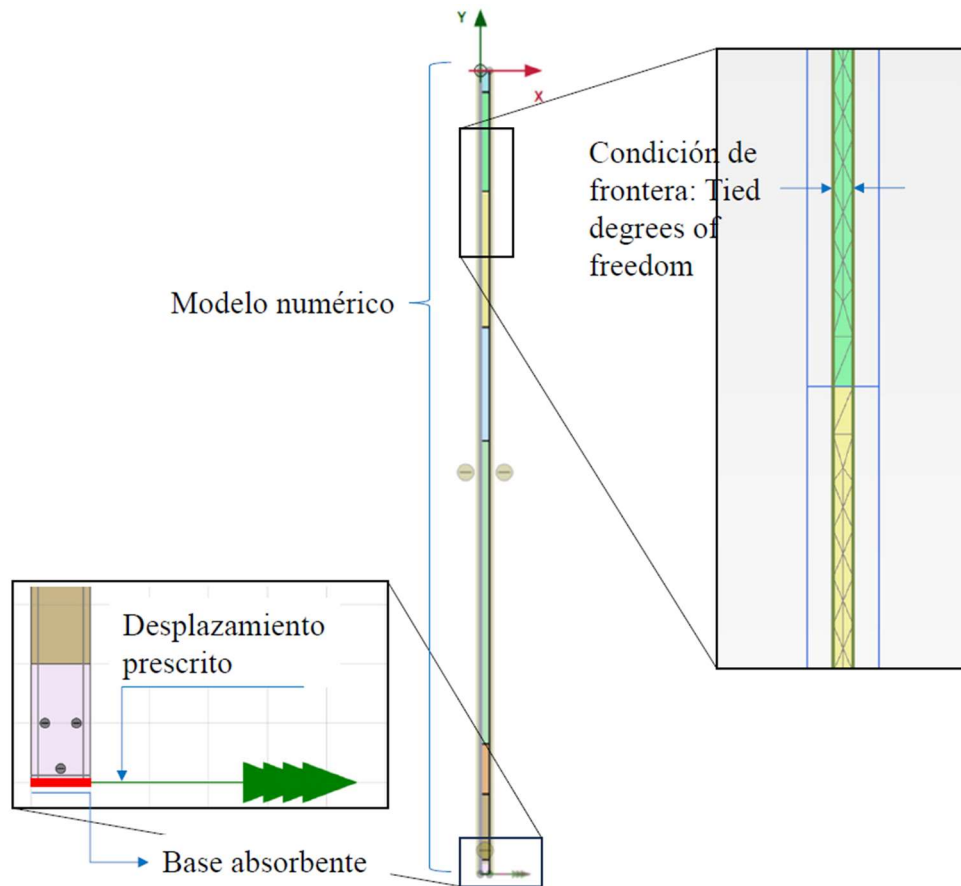 Y
X
Condición de
frontera: Tied
degrees of
freedom
Modelo numérico
Desplazamiento
prescrito
Base absorbente